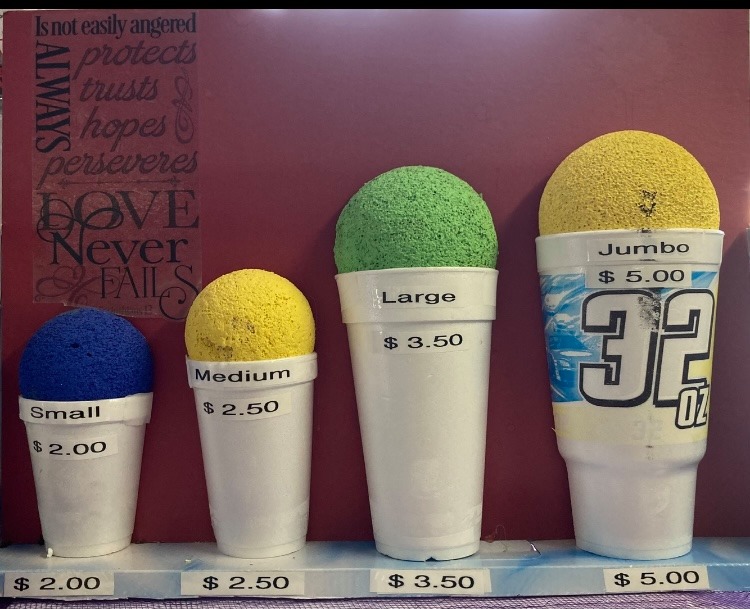 Is not easily angered
ALWAYS
protects
trusts
hopes
perseveres
LOVE
Never
FAILS
Small
$ 2.00
Medium
$ 2.50
Large
$ 3.50
Jumbo
$ 5.00
32
OZ
$ 2.00
$ 2.50
$ 3.50
$ 5.00